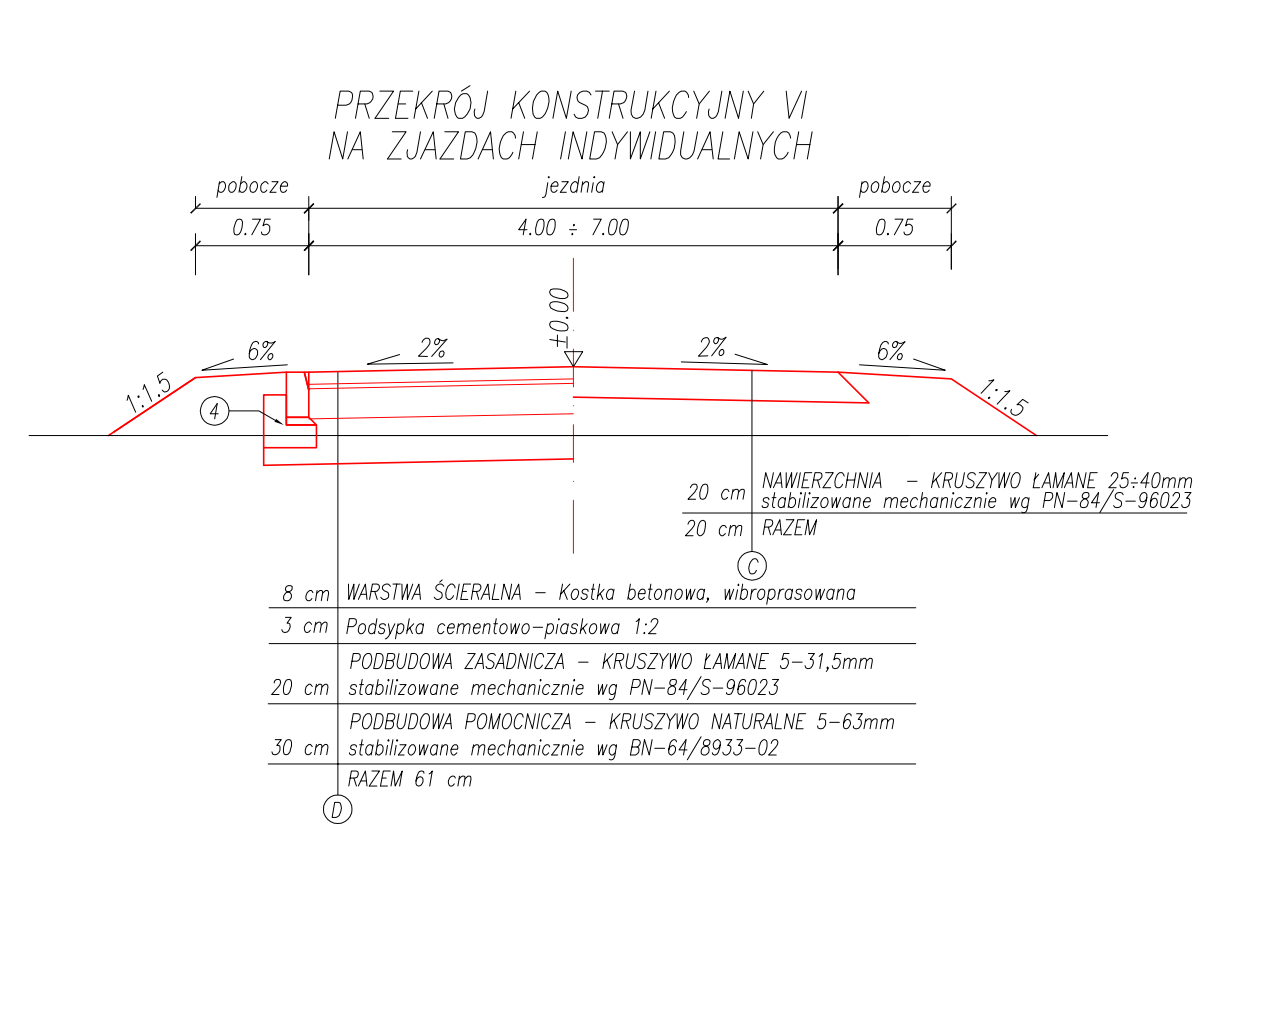 PRZEKRÓJ KONSTRUKCYJNY VI
NA ZJAZDACH INDYWIDUALNYCH
pobocze jezdnia pobocze
0.75 4.00 ÷ 7.00 0.75
±0.00
6% 2% 2% 6%
1:1.5 1:1.5
4
20 cm NAWIERZCHNIA - KRUSZYWO ŁAMANE 25÷40mm
stabilizowane mechanicznie wg PN-84/S-96023
20 cm RAZEM
C
8 cm WARSTWA ŚCIERALNA - Kostka betonowa, wibroprasowana
3 cm Podsypka cementowo-piaskowa 1:2
PODBUDOWA ZASADNICZA - KRUSZYWO ŁAMANE 5-31,5mm
20 cm stabilizowane mechanicznie wg PN-84/S-96023
PODBUDOWA POMOCNICZA - KRUSZYWO NATURALNE 5-63mm
30 cm stabilizowane mechanicznie wg BN-64/8933-02
RAZEM 61 cm
D